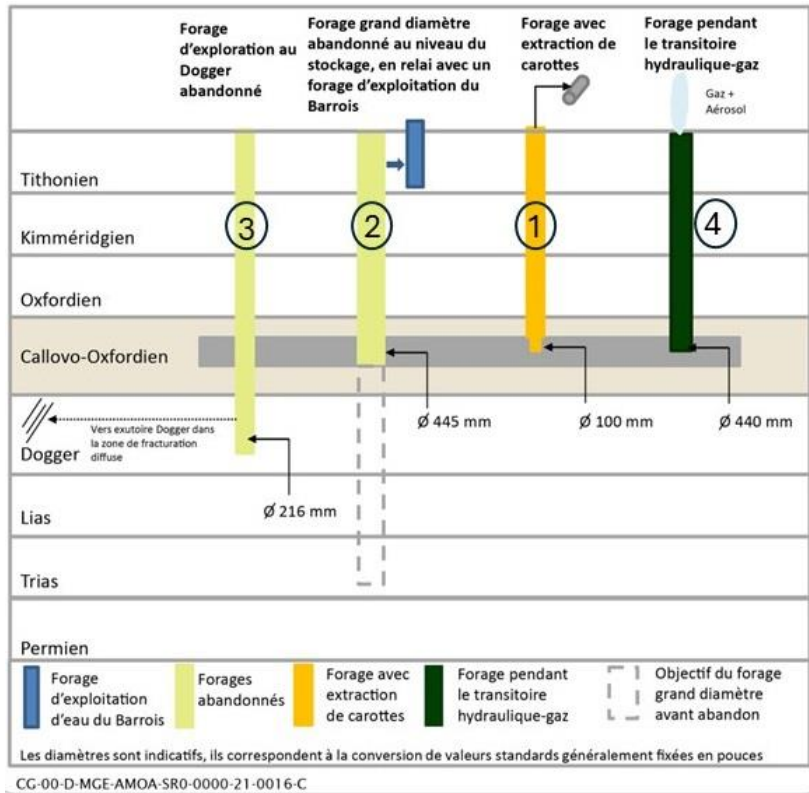 Forage
d'exploration au
Dogger
abandonné
Forage grand diamètre
abandonné au niveau du
stockage, en relai avec un
forage d'exploitation du
Barrois
Forage avec
extraction de
carottes
Forage pendant
le transitoire
hydraulique-gaz
Gaz +
Aérosol
Tithonien
Kimméridgien
3
2
1
4
Oxfordien
Callovo-Oxfordien
Ø 445 mm
Ø 100 mm
Ø 440 mm
Vers exutoire Dogger dans
la zone de fracturation
diffuse
Dogger
Ø 216 mm
Lias
Trias
Permien
Forage
d'exploitation
d'eau du Barrois
Forages
abandonnés
Forage avec
extraction
de carottes
Forage pendant
le transitoire
hydraulique-gaz
Objectif du forage
grand diamètre
avant abandon
Les diamètres sont indicatifs, ils correspondent à la conversion de valeurs standards généralement fixées en pouces
CG-00-D-MGE-AMOA-SR0-0000-21-0016-C